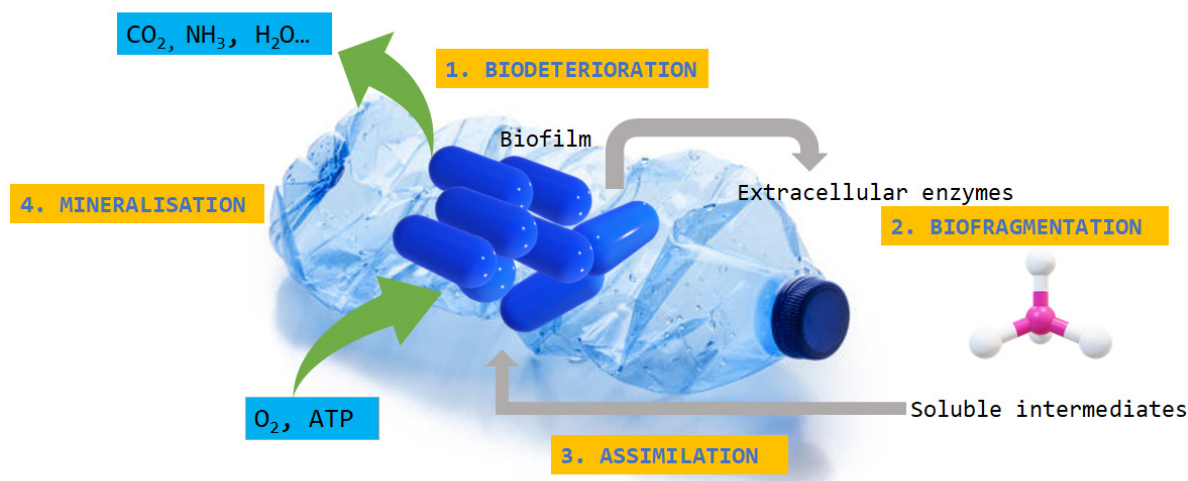 CO₂, NH₃, H₂O…
1. BIODETERIORATION
Biofilm
Extracellular enzymes
4. MINERALISATION
2. BIOFRAGMENTATION
O₂, ATP
Soluble intermediates
3. ASSIMILATION